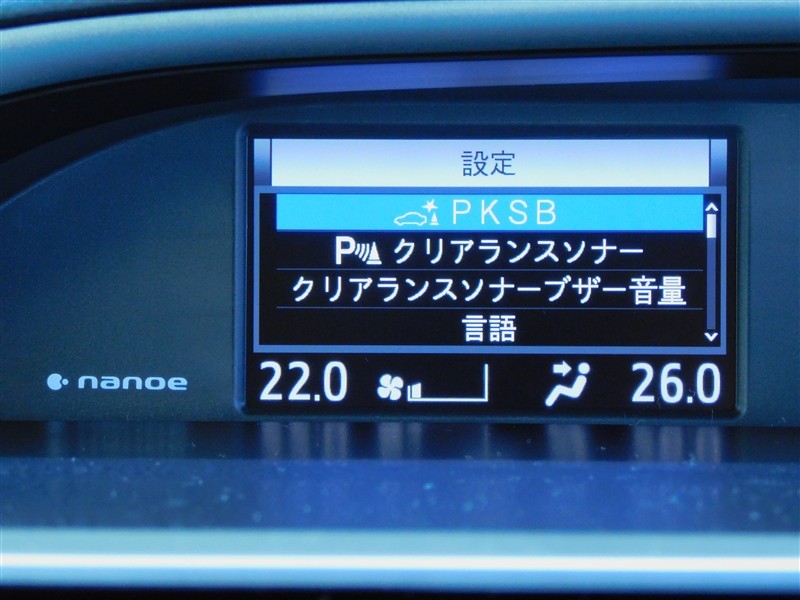 設定
PKSB
P クリアランスソナー
クリアランスソナーブザー音量
言語
nanoe
22.0 26.0